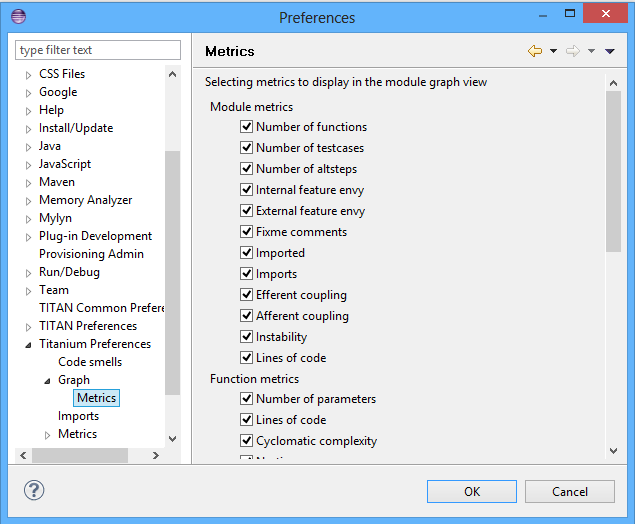 Preferences
type filter text
CSS Files
Google
Help
Install/Update
Java
JavaScript
Maven
Memory Analyzer
Mylyn
Plug-in Development
Provisioning Admin
Run/Debug
Team
TITAN Common Prefere
TITAN Preferences
Titanium Preferences
Code smells
Graph
Metrics
Imports
Metrics
Metrics
Selecting metrics to display in the module graph view
Module metrics
Number of functions
Number of testcases
Number of altsteps
Internal feature envy
External feature envy
Fixme comments
Imported
Imports
Efferent coupling
Afferent coupling
Instability
Lines of code
Function metrics
Number of parameters
Lines of code
Cyclomatic complexity
OK
Cancel